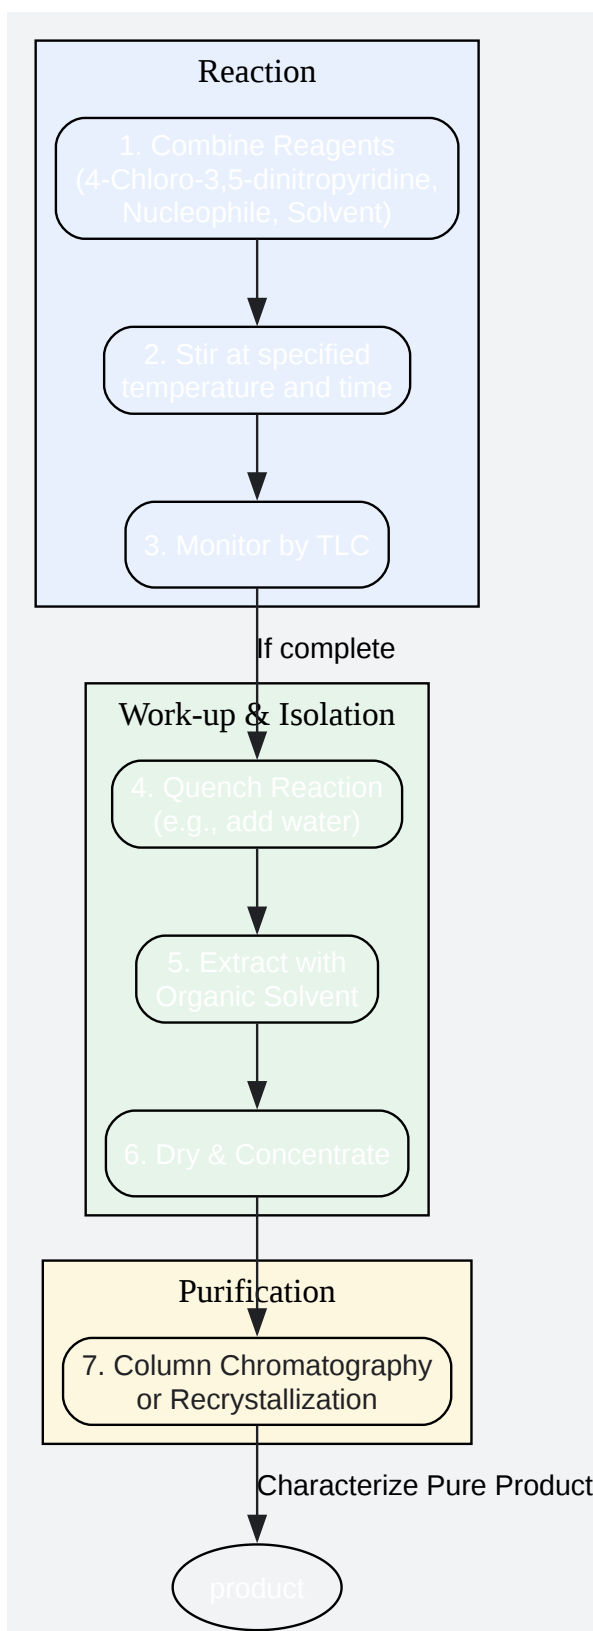 Reaction
1. Combine Reagents
(4-Chloro-3,5-dinitropyridine,
Nucleophile, Solvent)
2. Stir at specified
temperature and time
3. Monitor by TLC
If complete
Work-up & Isolation
4. Quench Reaction
(e.g., add water)
5. Extract with
Organic Solvent
6. Dry & Concentrate
Purification
7. Column Chromatography
or Recrystallization
Characterize Pure Product
product